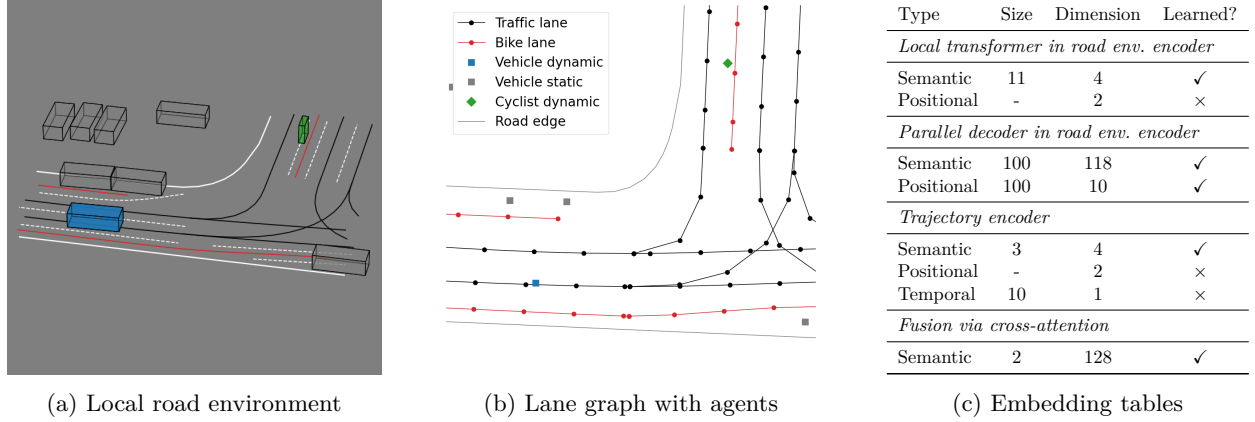 Traffic lane
Bike lane
Vehicle dynamic
Vehicle static
Cyclist dynamic
Road edge
Type Size Dimension Learned?
Local transformer in road env. encoder
Semantic 11 4 ✓
Positional - 2 ×
Parallel decoder in road env. encoder
Semantic 100 118 ✓
Positional 100 10 ✓
Trajectory encoder
Semantic 3 4 ✓
Positional - 2 ×
Temporal 10 1 ×
Fusion via cross-attention
Semantic 2 128 ✓
(a) Local road environment
(b) Lane graph with agents
(c) Embedding tables